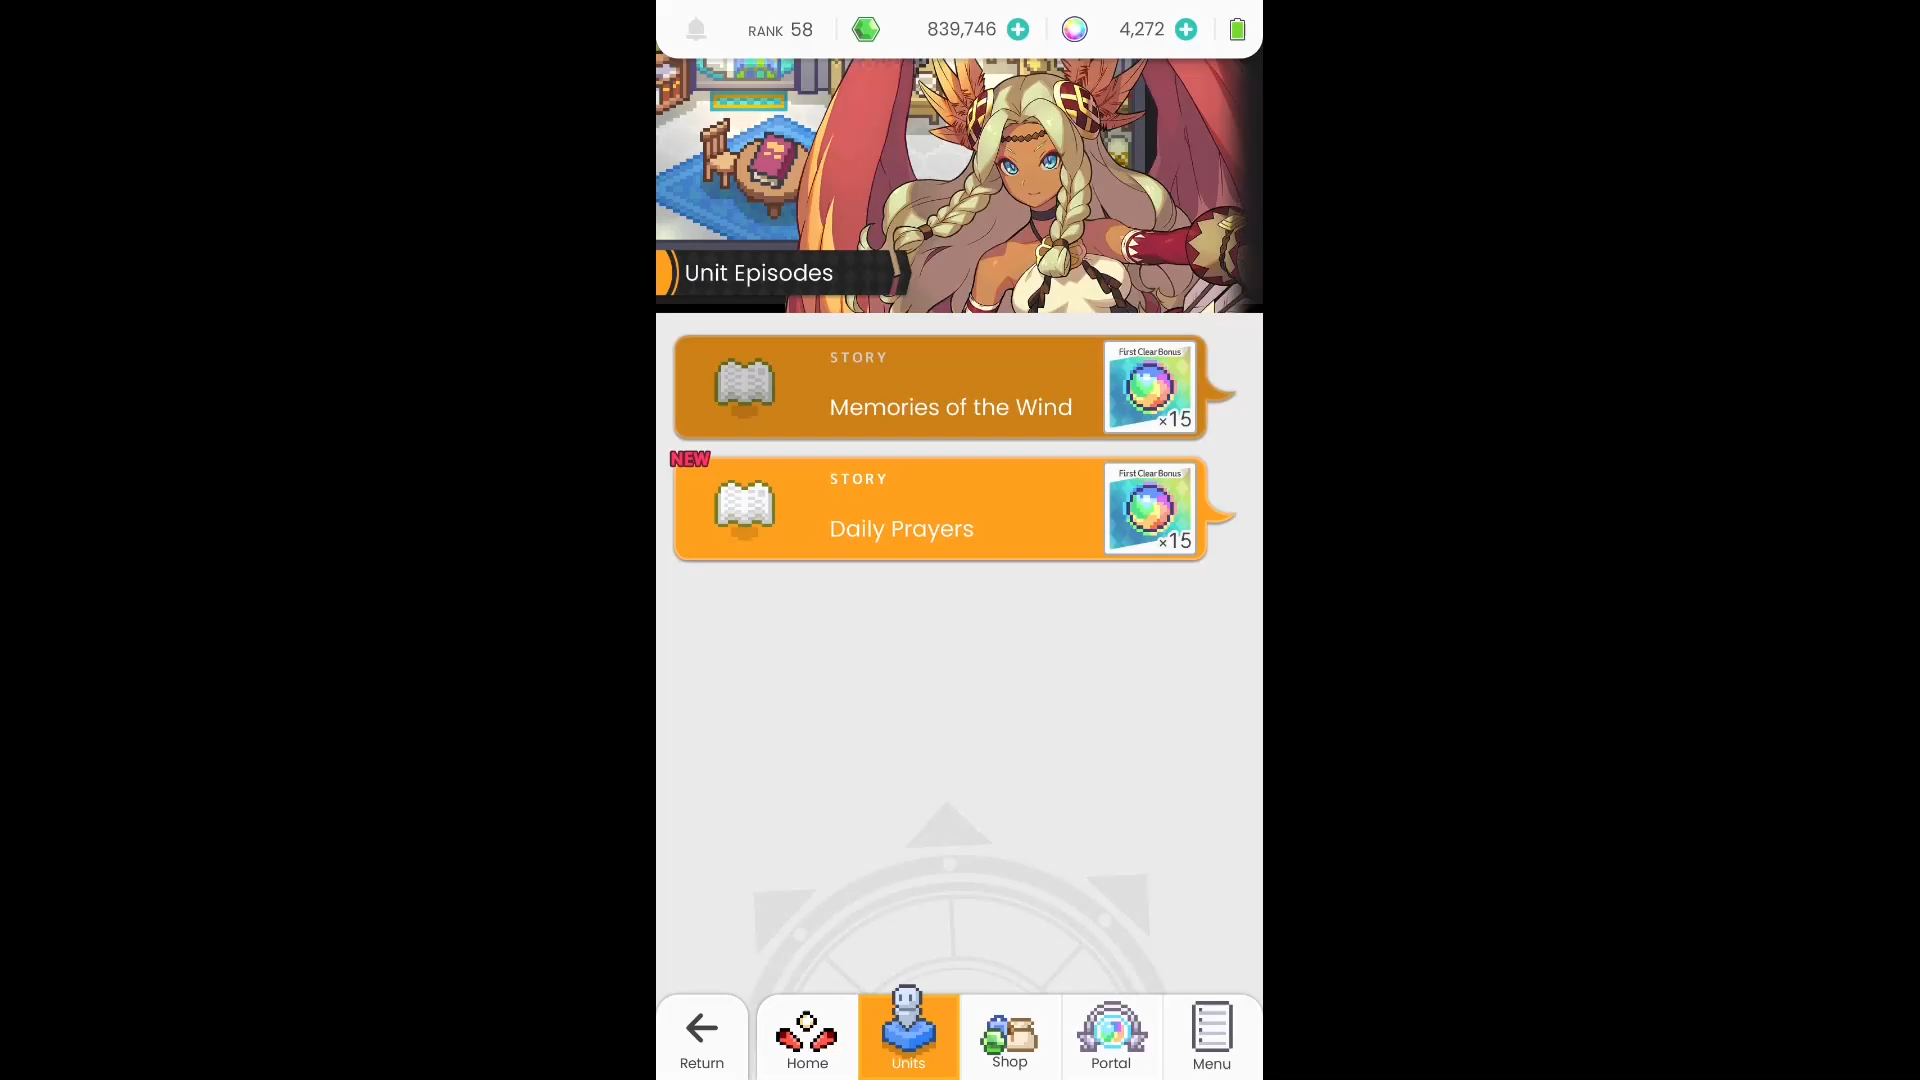 RANK 58
839,746
4,272
Unit Episodes
STORY
Memories of the Wind
First Clear Bonus
×15
NEW
STORY
Daily Prayers
First Clear Bonus
×15
Return
Home
Units
Shop
Portal
Menu